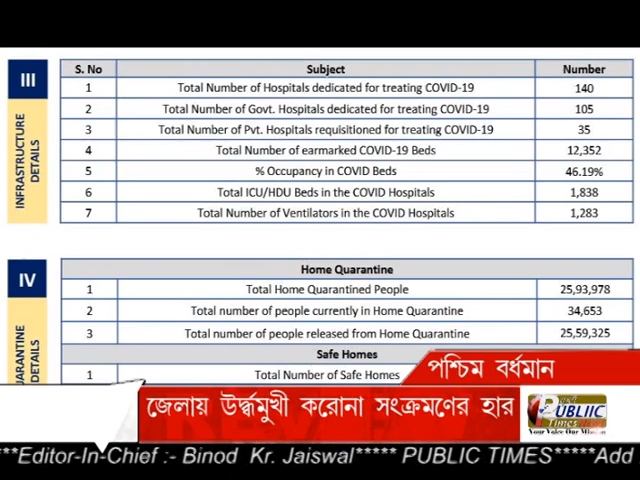 III
INFRASTRUCTURE
DETAILS
S. No Subject Number
1 Total Number of Hospitals dedicated for treating COVID-19 140
2 Total Number of Govt. Hospitals dedicated for treating COVID-19 105
3 Total Number of Pvt. Hospitals requisitioned for treating COVID-19 35
4 Total Number of earmarked COVID-19 Beds 12,352
5 % Occupancy in COVID Beds 46.19%
6 Total ICU/HDU Beds in the COVID Hospitals 1,838
7 Total Number of Ventilators in the COVID Hospitals 1,283
IV
DETAILS
Home Quarantine
1 Total Home Quarantined People 25,93,978
2 Total number of people currently in Home Quarantine 34,653
3 Total number of people released from Home Quarantine 25,59,325
Safe Homes
1 Total Number of Safe Homes
পশ্চিম বর্ধমান
জেলায় উর্দ্ধমুখী করোনা সংক্রমণের হার
PUBLIIC
Times
Your Voice Our Mission
***Editor-In-Chief :- Binod Kr. Jaiswal***** PUBLIC TIMES*****Add